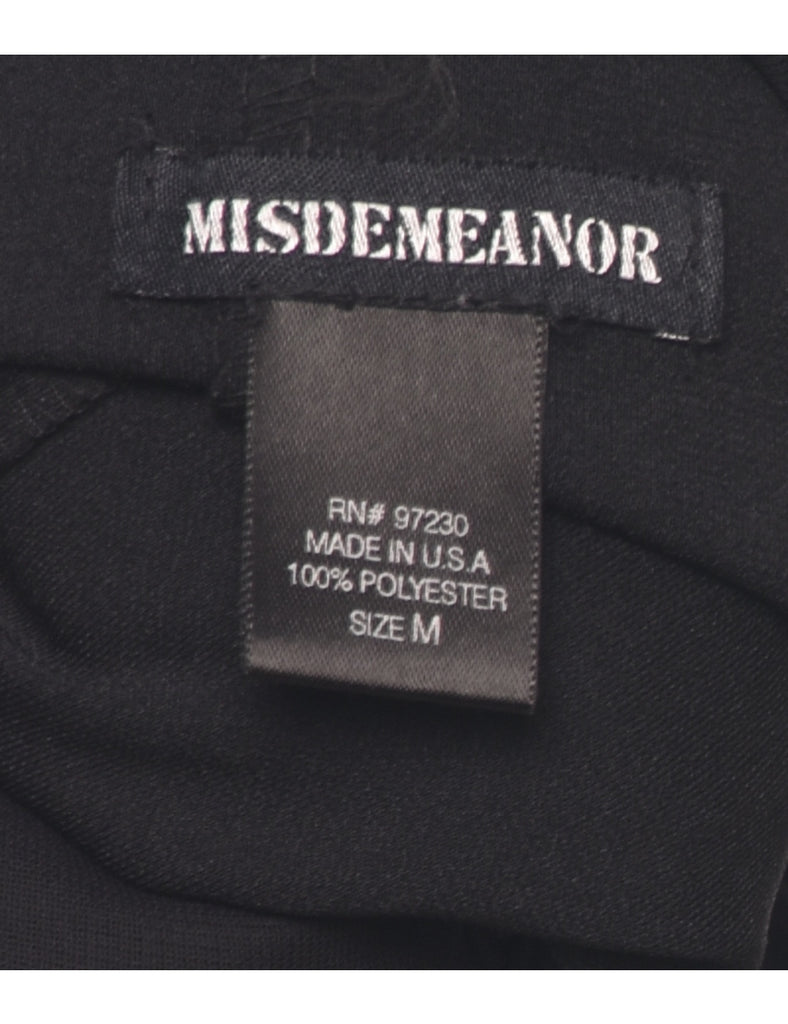 MISDEMEANOR
RN# 97230
MADE IN U.S.A
100% POLYESTER
SIZE M